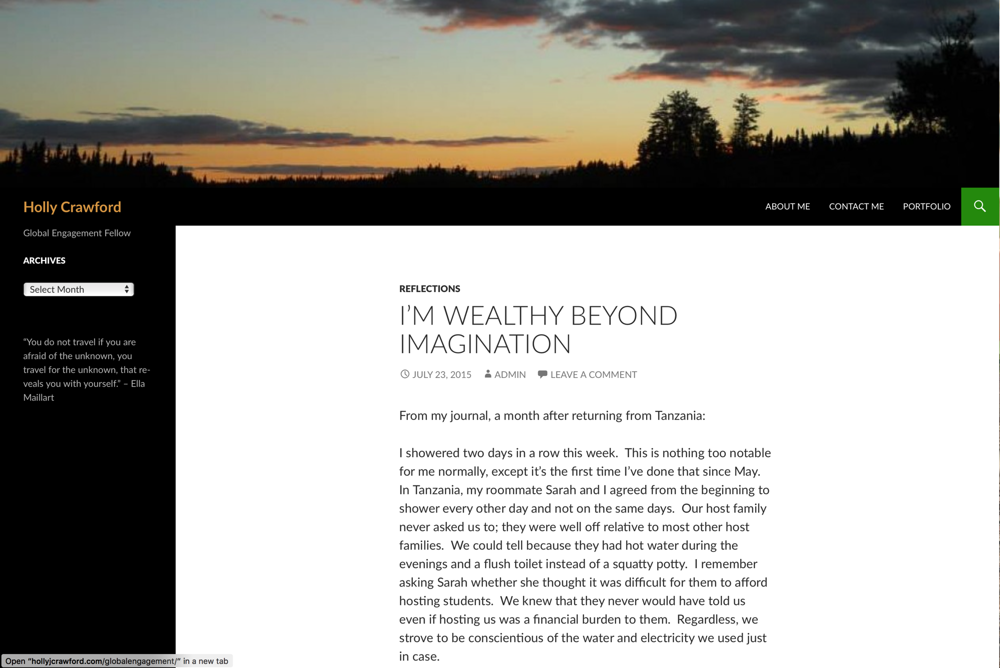 Holly Crawford
ABOUT ME
CONTACT ME
PORTFOLIO
Global Engagement Fellow
ARCHIVES
Select Month
“You do not travel if you are
afraid of the unknown, you
travel for the unknown, that re-
veals you with yourself.” – Ella
Maillart
REFLECTIONS
I’M WEALTHY BEYOND
IMAGINATION
JULY 23, 2015 ADMIN LEAVE A COMMENT
From my journal, a month after returning from Tanzania:
I showered two days in a row this week.  This is nothing too notable
for me normally, except it’s the first time I’ve done that since May.
In Tanzania, my roommate Sarah and I agreed from the beginning to
shower every other day and not on the same days.  Our host family
never asked us to; they were well off relative to most other host
families.  We could tell because they had hot water during the
evenings and a flush toilet instead of a squatty potty.  I remember
asking Sarah whether she thought it was difficult for them to afford
hosting students.  We knew that they never would have told us
even if hosting us was a financial burden to them.  Regardless, we
strove to be conscientious of the water and electricity we used just
in case.
Open “hollyjcrawford.com/globalengagement/” in a new tab